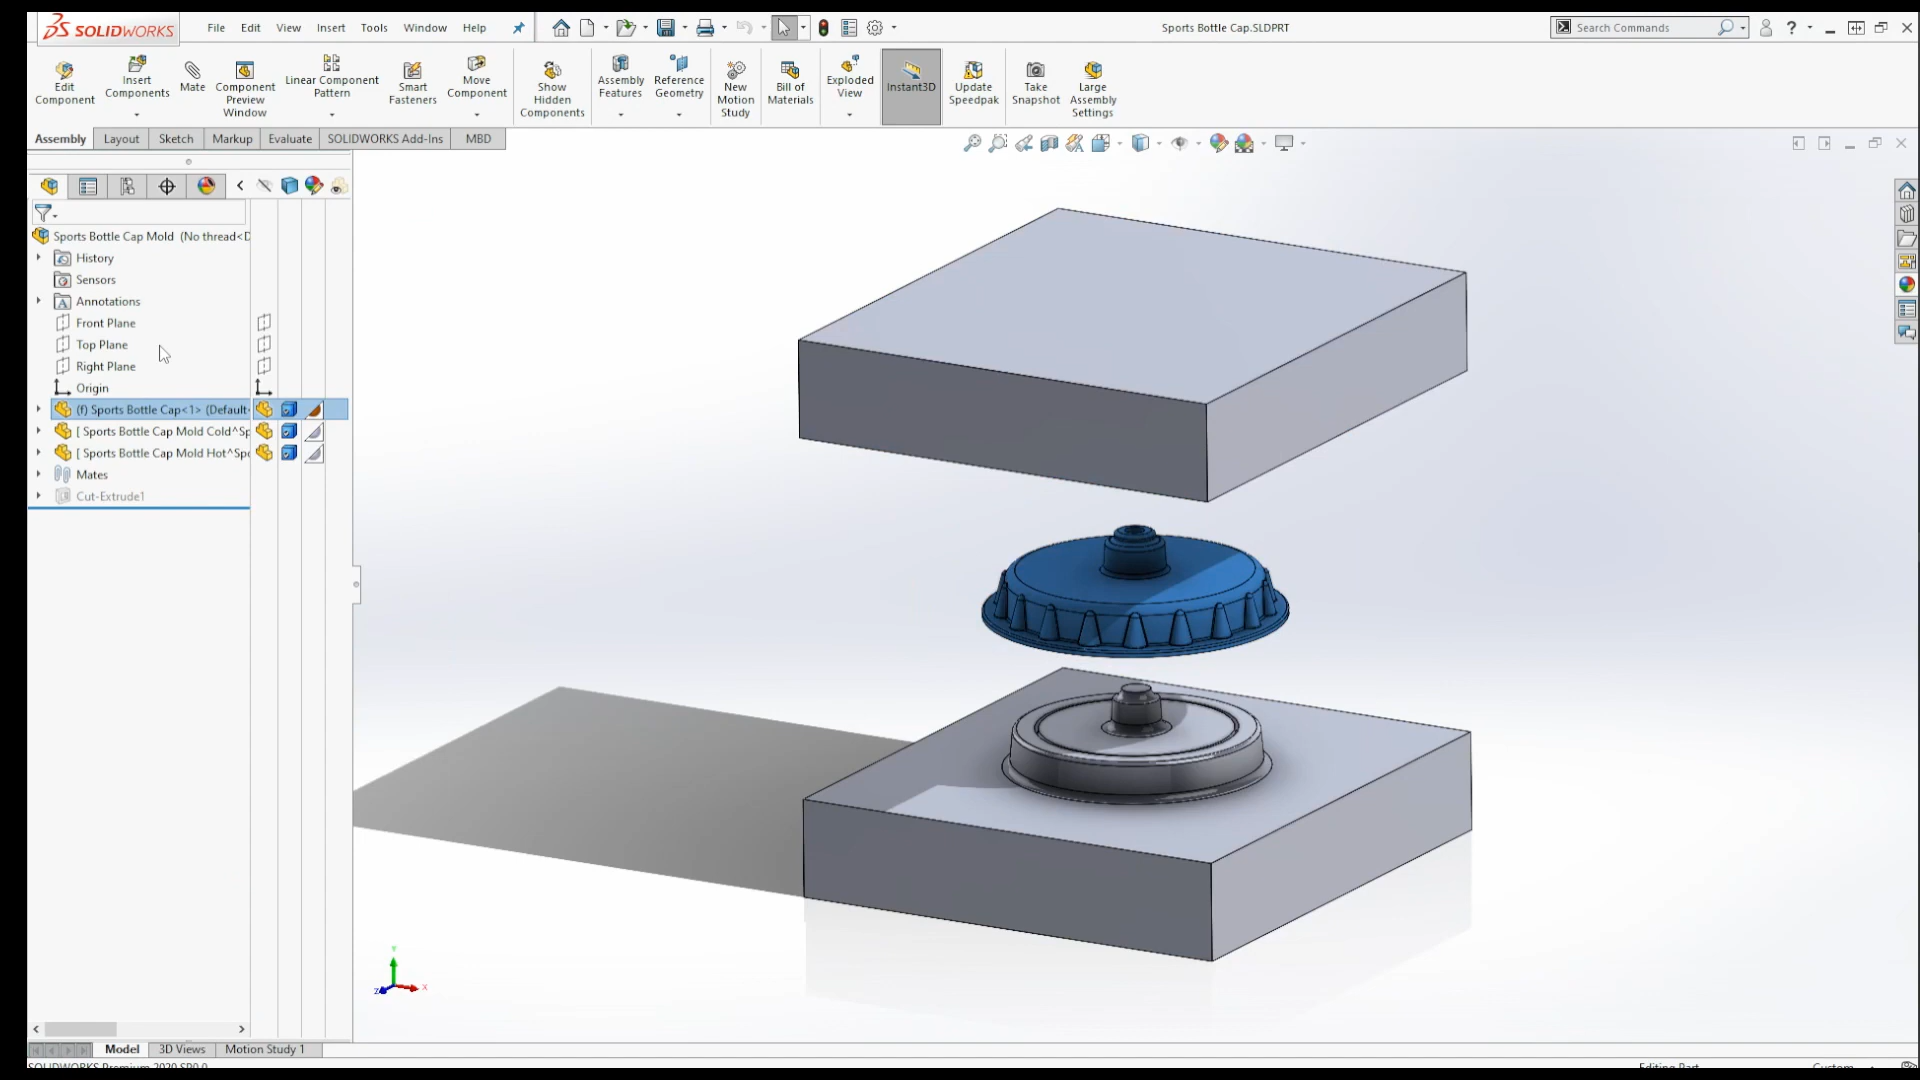 SOLIDWORKS File Edit View Insert Tools Window Help Sports Bottle Cap.SLDPRT Search Commands ?
Edit Component
Insert Components
Mate
Component Preview Window
Linear Component Pattern
Smart Fasteners
Move Component
Show Hidden Components
Assembly Features
Reference Geometry
New Motion Study
Bill of Materials
Exploded View
Instant3D
Update Speedpak
Take Snapshot
Large Assembly Settings
Assembly Layout Sketch Markup Evaluate SOLIDWORKS Add-Ins MBD
Sports Bottle Cap Mold (No thread<D
History
Sensors
Annotations
Front Plane
Top Plane
Right Plane
Origin
(f) Sports Bottle Cap<1> (Default
[ Sports Bottle Cap Mold Cold^Sp
[ Sports Bottle Cap Mold Hot^Spo
Mates
Cut-Extrude1
Y
Z X
Model 3D Views Motion Study 1
SOLIDWORKS Premium 2020 SP0.0 Editing Part Custom